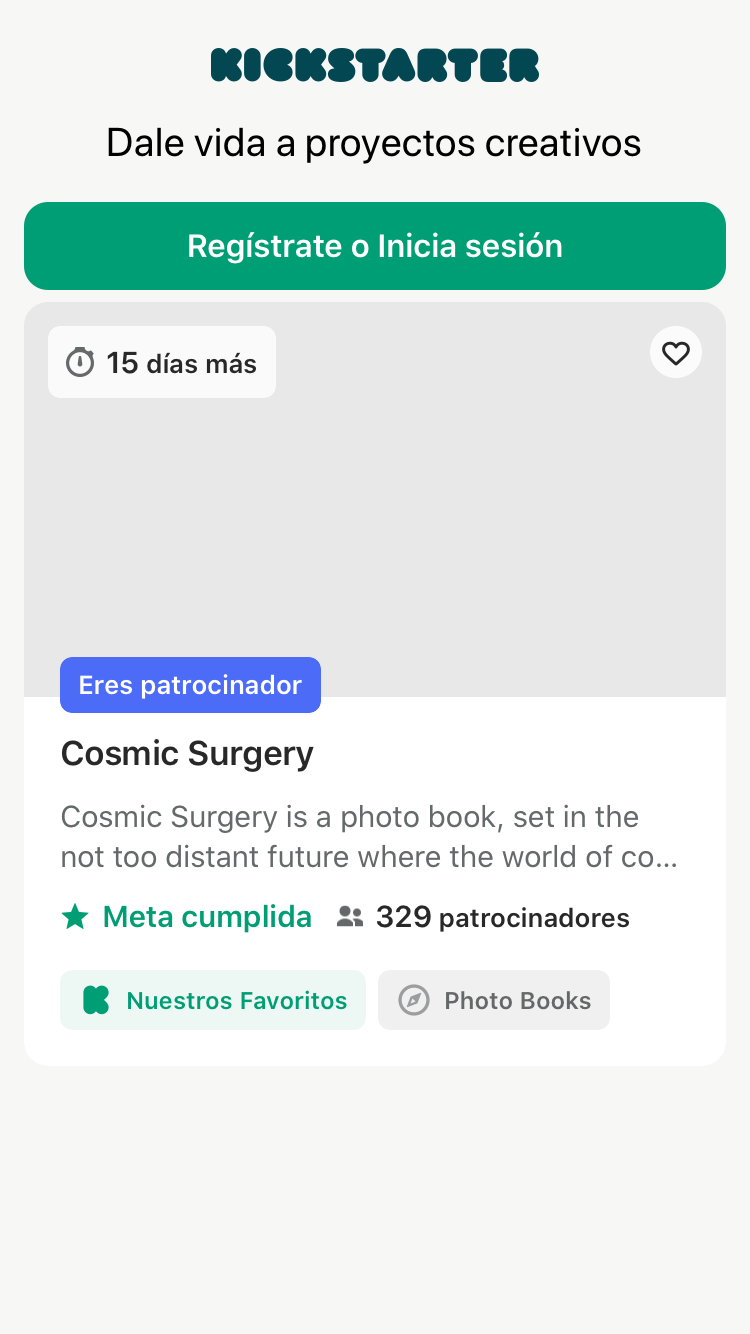 KICKSTARTER
Dale vida a proyectos creativos
Regístrate o Inicia sesión
15 días más
Eres patrocinador
Cosmic Surgery
Cosmic Surgery is a photo book, set in the
not too distant future where the world of co...
Meta cumplida 329 patrocinadores
Nuestros Favoritos Photo Books